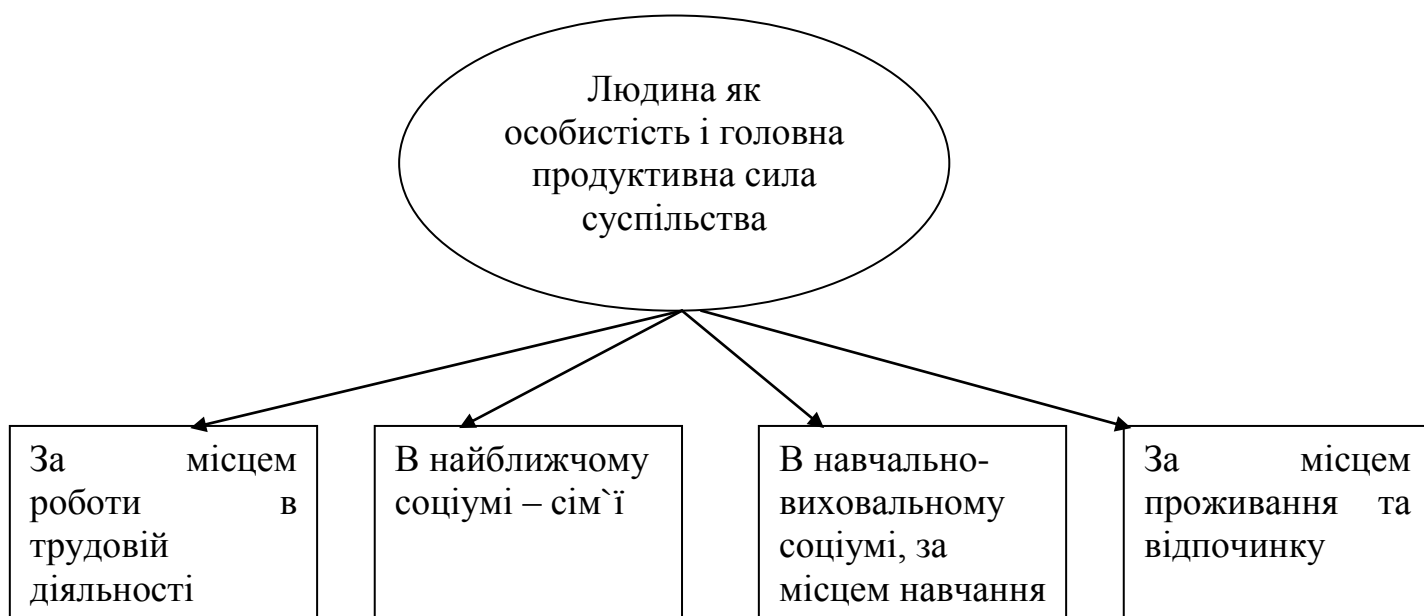 Людина як
особистість і головна
продуктивна сила
суспільства
За місцем
роботи в
трудовій
діяльності
В найближчому
соціумі – сім`ї
В навчально-
виховальному
соціумі, за
місцем навчання
За місцем
проживання та
відпочинку